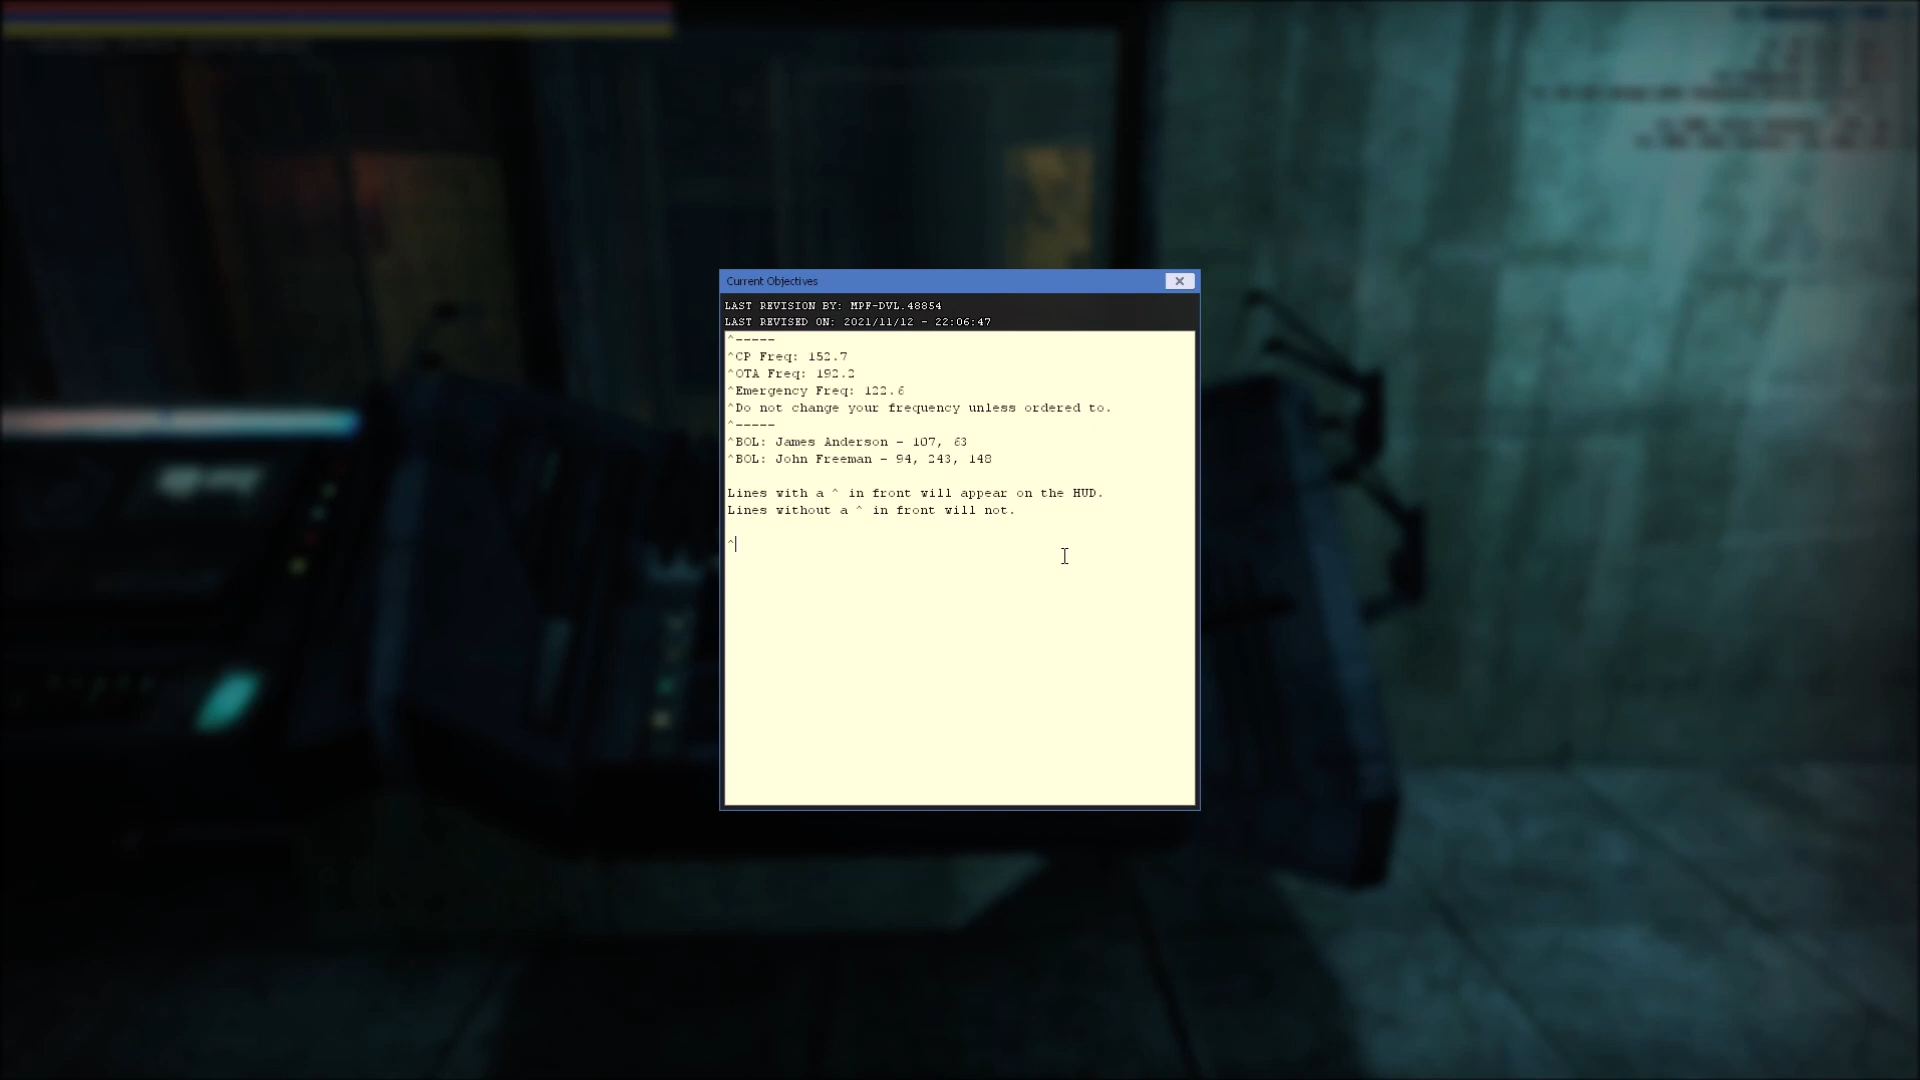 Current Objectives
LAST REVISION BY: MPF-DVL.48854
LAST REVISED ON: 2021/11/12 - 22:06:47
^-----
^CP Freq: 152.7
^OTA Freq: 192.2
^Emergency Freq: 122.6
^Do not change your frequency unless ordered to.
^-----
^BOL: James Anderson - 107, 63
^BOL: John Freeman - 94, 243, 148
Lines with a ^ in front will appear on the HUD.
Lines without a ^ in front will not.
^